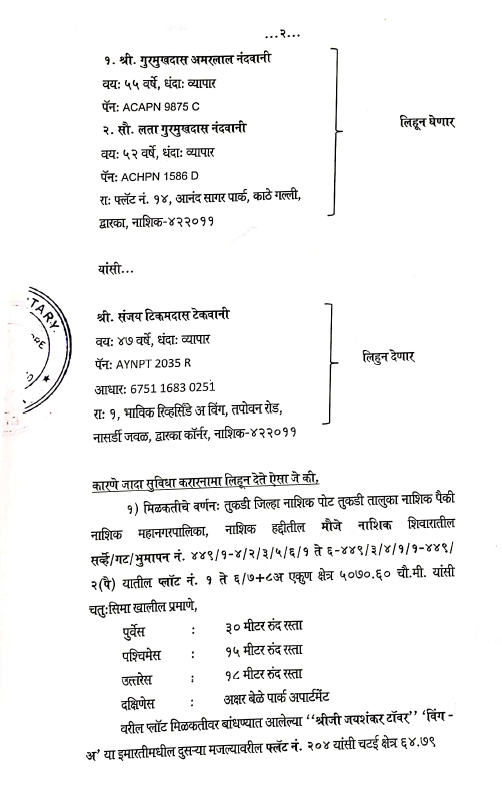 ...२...
१. श्री. गुरमुखदास अमरलाल नंदवानी
वय: ५५ वर्षे, धंदा: व्यापार
पॅन: ACAPN 9875 C
२. सौ. लता गुरमुखदास नंदवानी
लिहून घेणार
वय: ५२ वर्षे, धंदा: व्यापार
पॅन: ACHPN 1586 D
रा: फ्लॅट नं. १४, आनंद सागर पार्क, काठे गल्ली,
द्वारका, नाशिक-४२२०११
यांसी...
TARY
श्री. संजय टिकमदास टेकवानी
वय: ४७ वर्षे, धंदा: व्यापार
पॅन: AYNPT 2035 R
लिहुन देणार
आधार: 6751 1683 0251
रा: १, भाविक रिव्हर्सिडे अ विंग, तपोवन रोड,
नासर्डी जवळ, द्वारका कॉर्नर, नाशिक-४२२०११
कारणे जादा सुविधा करारनामा लिहून देते ऐसा जे की,
१) मिळकतीचे वर्णन: तुकडी जिल्हा नाशिक पोट तुकडी तालुका नाशिक पैकी
नाशिक महानगरपालिका, नाशिक हद्दीतील मौजे नाशिक शिवारातील
सर्व्हे/गट/भुमापन नं. ४४९/१-४/२/३/५/६/१ ते ६-४४९/३/४/१/१-४४९/
२(पै) यातील प्लॉट नं. १ ते ६/७+८अ एकुण क्षेत्र ५०७०.६० चौ.मी. यांसी
चतु:सिमा खालील प्रमाणे,
पुर्वेस : ३० मीटर रुंद रस्ता
पश्चिमेस : १५ मीटर रुंद रस्ता
उत्तरेस : १८ मीटर रुंद रस्ता
दक्षिणेस : अक्षर बेळे पार्क अपार्टमेंट
वरील प्लॉट मिळकतीवर बांधण्यात आलेल्या ''श्रीजी जयशंकर टॉवर'' 'विंग -
अ' या इमारतीमधील दुसऱ्या मजल्यावरील फ्लॅट नं. २०४ यांसी चटई क्षेत्र ६४.७९